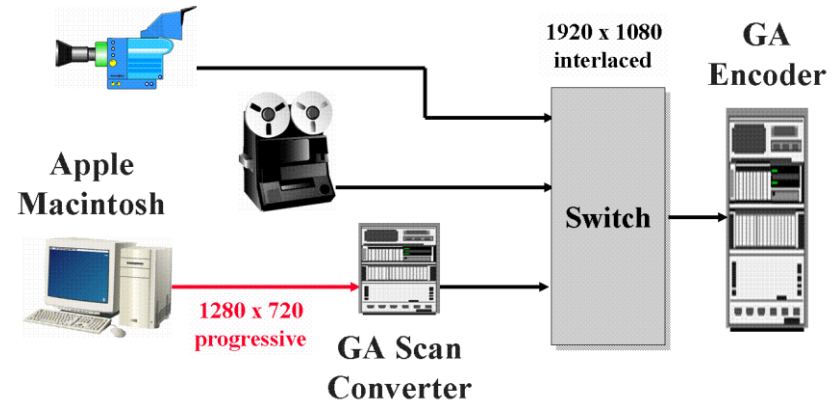 1920 x 1080
interlaced
GA
Encoder
Apple
Macintosh
Switch
1280 x 720
progressive
GA Scan
Converter